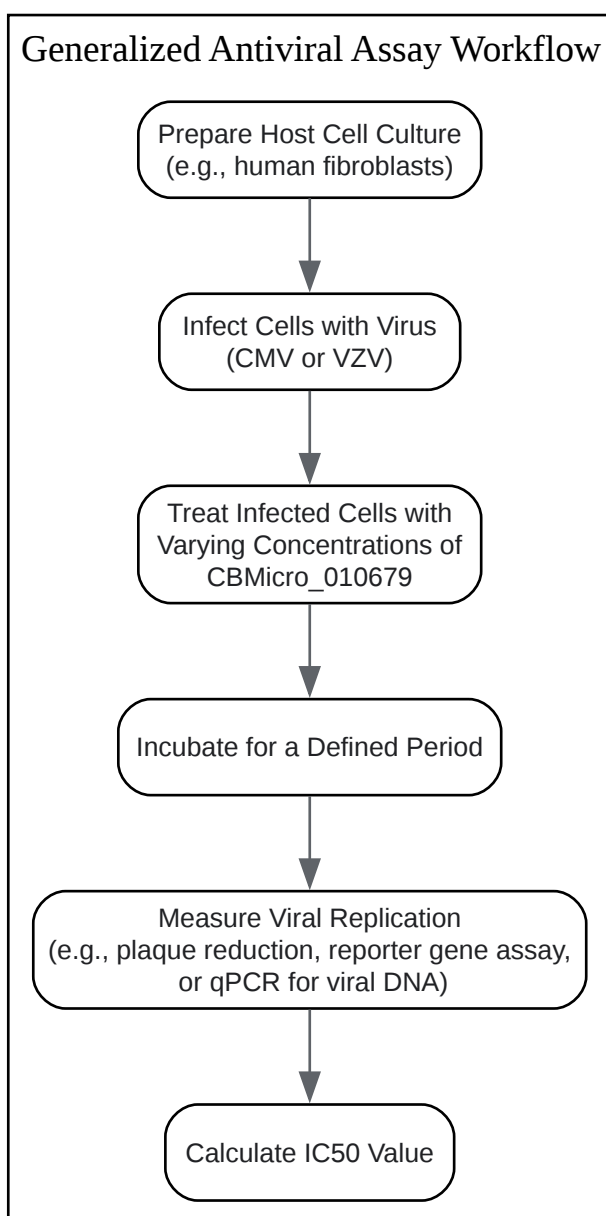 Generalized Antiviral Assay Workflow
Prepare Host Cell Culture
(e.g., human fibroblasts)
Infect Cells with Virus
(CMV or VZV)
Treat Infected Cells with
Varying Concentrations of
CBMicro_010679
Incubate for a Defined Period
Measure Viral Replication
(e.g., plaque reduction, reporter gene assay,
or qPCR for viral DNA)
Calculate IC50 Value